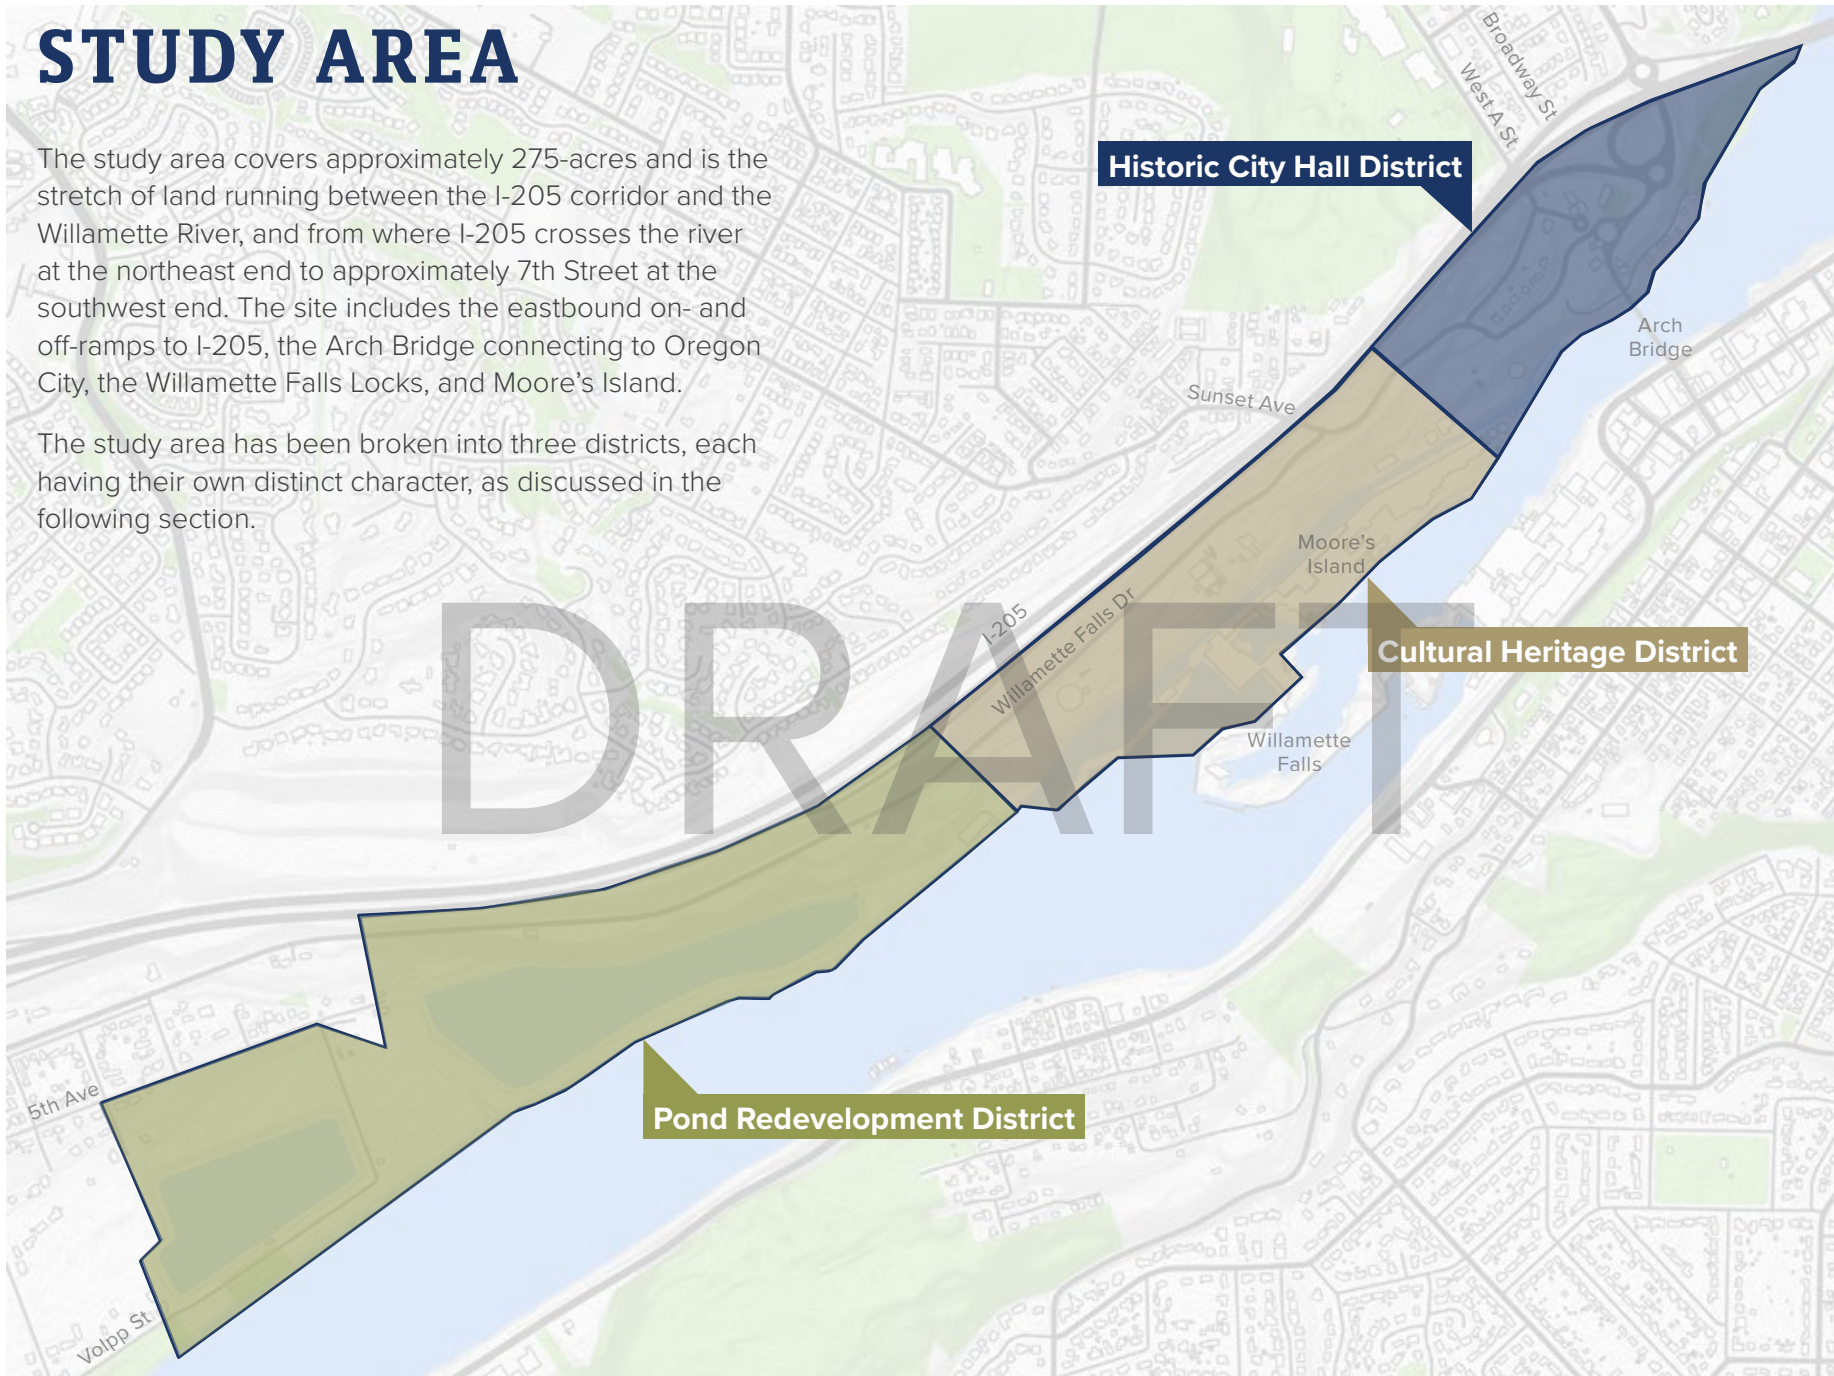 STUDY AREA
The study area covers approximately 275-acres and is the
stretch of land running between the I-205 corridor and the
Willamette River, and from where I-205 crosses the river
at the northeast end to approximately 7th Street at the
southwest end. The site includes the eastbound on- and
off-ramps to I-205, the Arch Bridge connecting to Oregon
City, the Willamette Falls Locks, and Moore's Island.
The study area has been broken into three districts, each
having their own distinct character, as discussed in the
following section.
Broadway St
West A St
Historic City Hall District
Arch
Bridge
Sunset Ave
Moore's
Island
I-205
Willamette Falls Dr
DRAFT
Cultural Heritage District
Willamette
Falls
5th Ave
Pond Redevelopment District
Volpp St